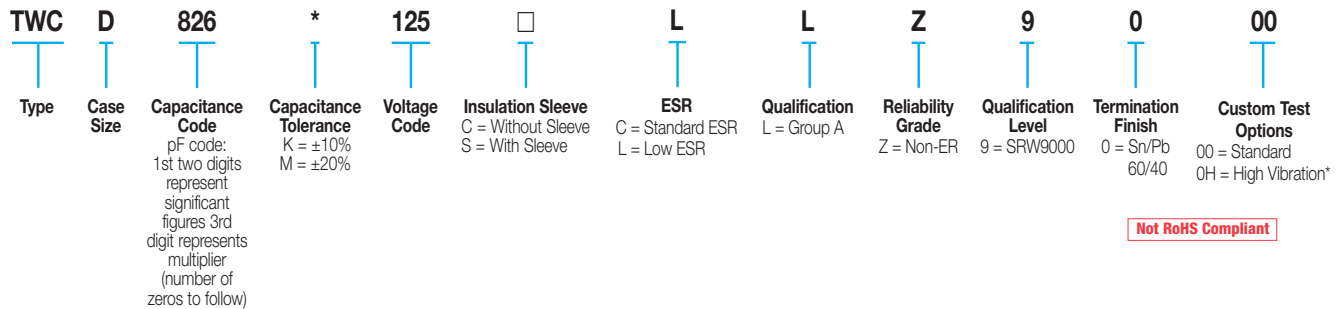 TWC D 826 * 125 □ L L Z 9 0 00
Type
Case
Size
Capacitance
Code
pF code:
1st two digits
represent
significant
figures 3rd
digit represents
multiplier
(number of
zeros to follow)
Capacitance
Tolerance
K = ±10%
M = ±20%
Voltage
Code
Insulation Sleeve
C = Without Sleeve
S = With Sleeve
ESR
C = Standard ESR
L = Low ESR
Qualification
L = Group A
Reliability
Grade
Z = Non-ER
Qualification
Level
9 = SRW9000
Termination
Finish
0 = Sn/Pb
60/40
Custom Test
Options
00 = Standard
0H = High Vibration*
Not RoHS Compliant